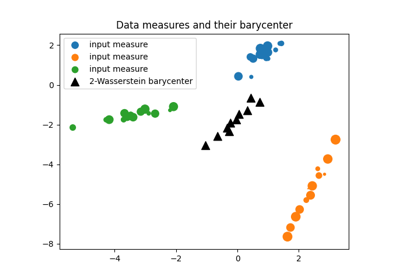 Data measures and their barycenter
input measure
input measure
input measure
2-Wasserstein barycenter
2
0
−2
−4
−6
−8
−4 −2 0 2